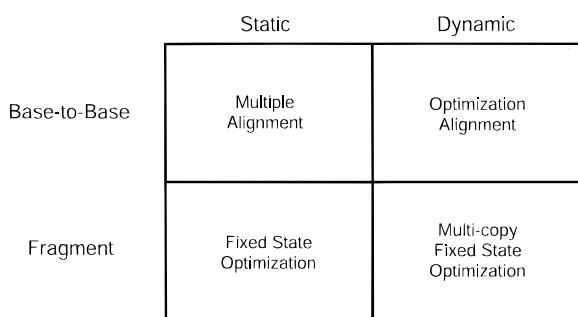 Static Dynamic
Base-to-Base
Multiple
Alignment
Optimization
Alignment
Fragment
Fixed State
Optimization
Multi-copy
Fixed State
Optimization